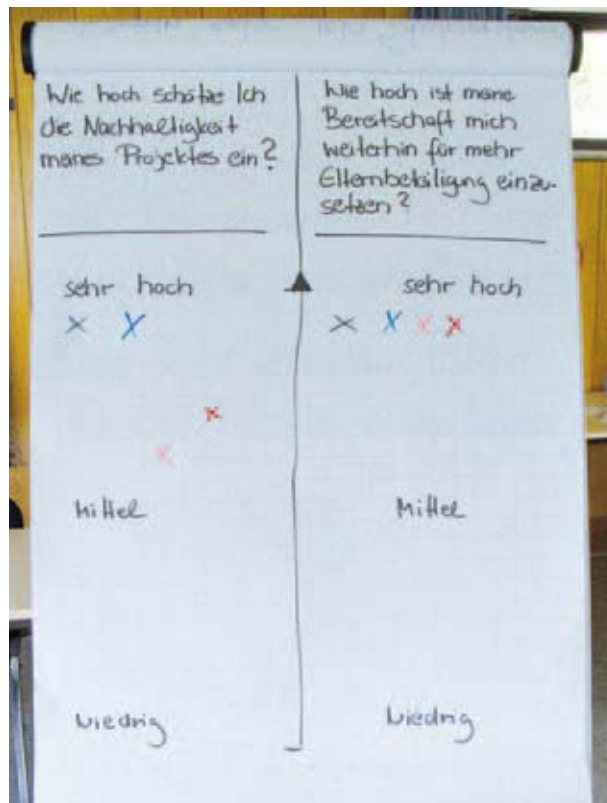 Wie hoch schätze Ich
die Nachhaltigkeit
meines Projektes ein?
sehr hoch
Mittel
Niedrig
Wie hoch ist meine
Bereitschaft mich
weiterhin für mehr
Elternbeteiligung einzu-
setzen?
sehr hoch
Mittel
Niedrig